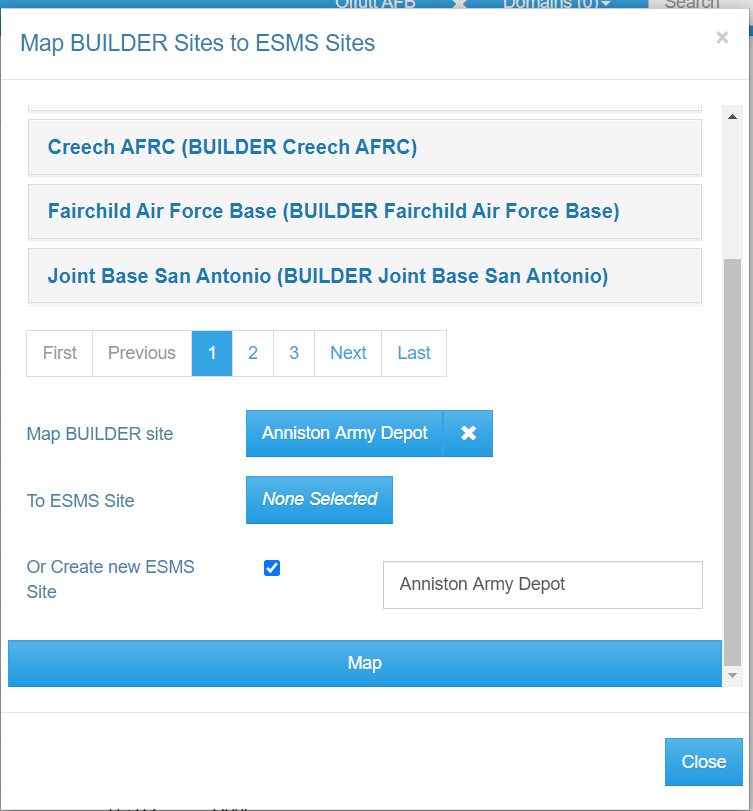 Offutt AFB Domains (0) Search
Map BUILDER Sites to ESMS Sites
Creech AFRC (BUILDER Creech AFRC)
Fairchild Air Force Base (BUILDER Fairchild Air Force Base)
Joint Base San Antonio (BUILDER Joint Base San Antonio)
First Previous 1 2 3 Next Last
Map BUILDER site Anniston Army Depot
To ESMS Site None Selected
Or Create new ESMS
Site
Anniston Army Depot
Map
Close